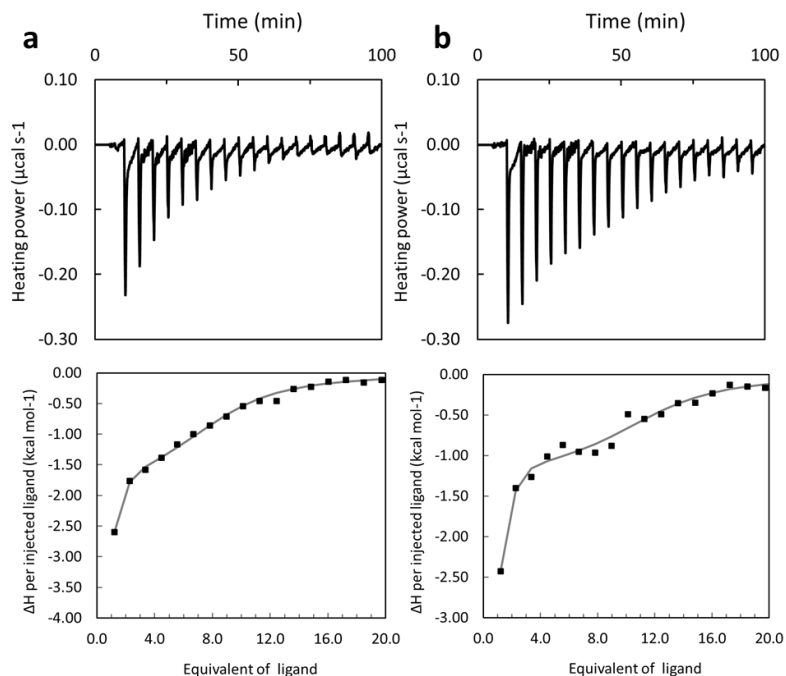 a
Time (min)
0 50 100
0.10
0.00
-0.10
-0.20
-0.30
Heating power (µcal s-1
0.00
-0.50
-1.00
-1.50
-2.00
-2.50
-3.00
-3.50
-4.00
ΔH per injected ligand (kcal mol-1)
0.0 4.0 8.0 12.0 16.0 20.0
Equivalent of ligand
b
Time (min)
0 50 100
0.10
0.00
-0.10
-0.20
-0.30
Heating power (µcal s-1
0.00
-0.50
-1.00
-1.50
-2.00
-2.50
-3.00
ΔH per injected ligand (kcal mol-1)
0.0 4.0 8.0 12.0 16.0 20.0
Equivalent of ligand